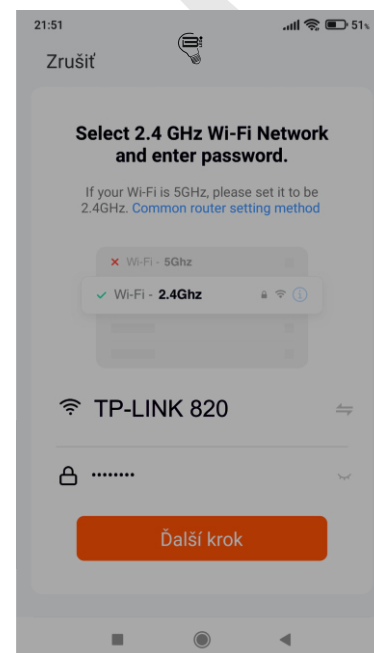 21:51
51%
Zrušiť
Select 2.4 GHz Wi-Fi Network
and enter password.
If your Wi-Fi is 5GHz, please set it to be
2.4GHz. Common router setting method
Wi-Fi - 5Ghz
Wi-Fi - 2.4Ghz
TP-LINK 820
••••••••
Ďalší krok